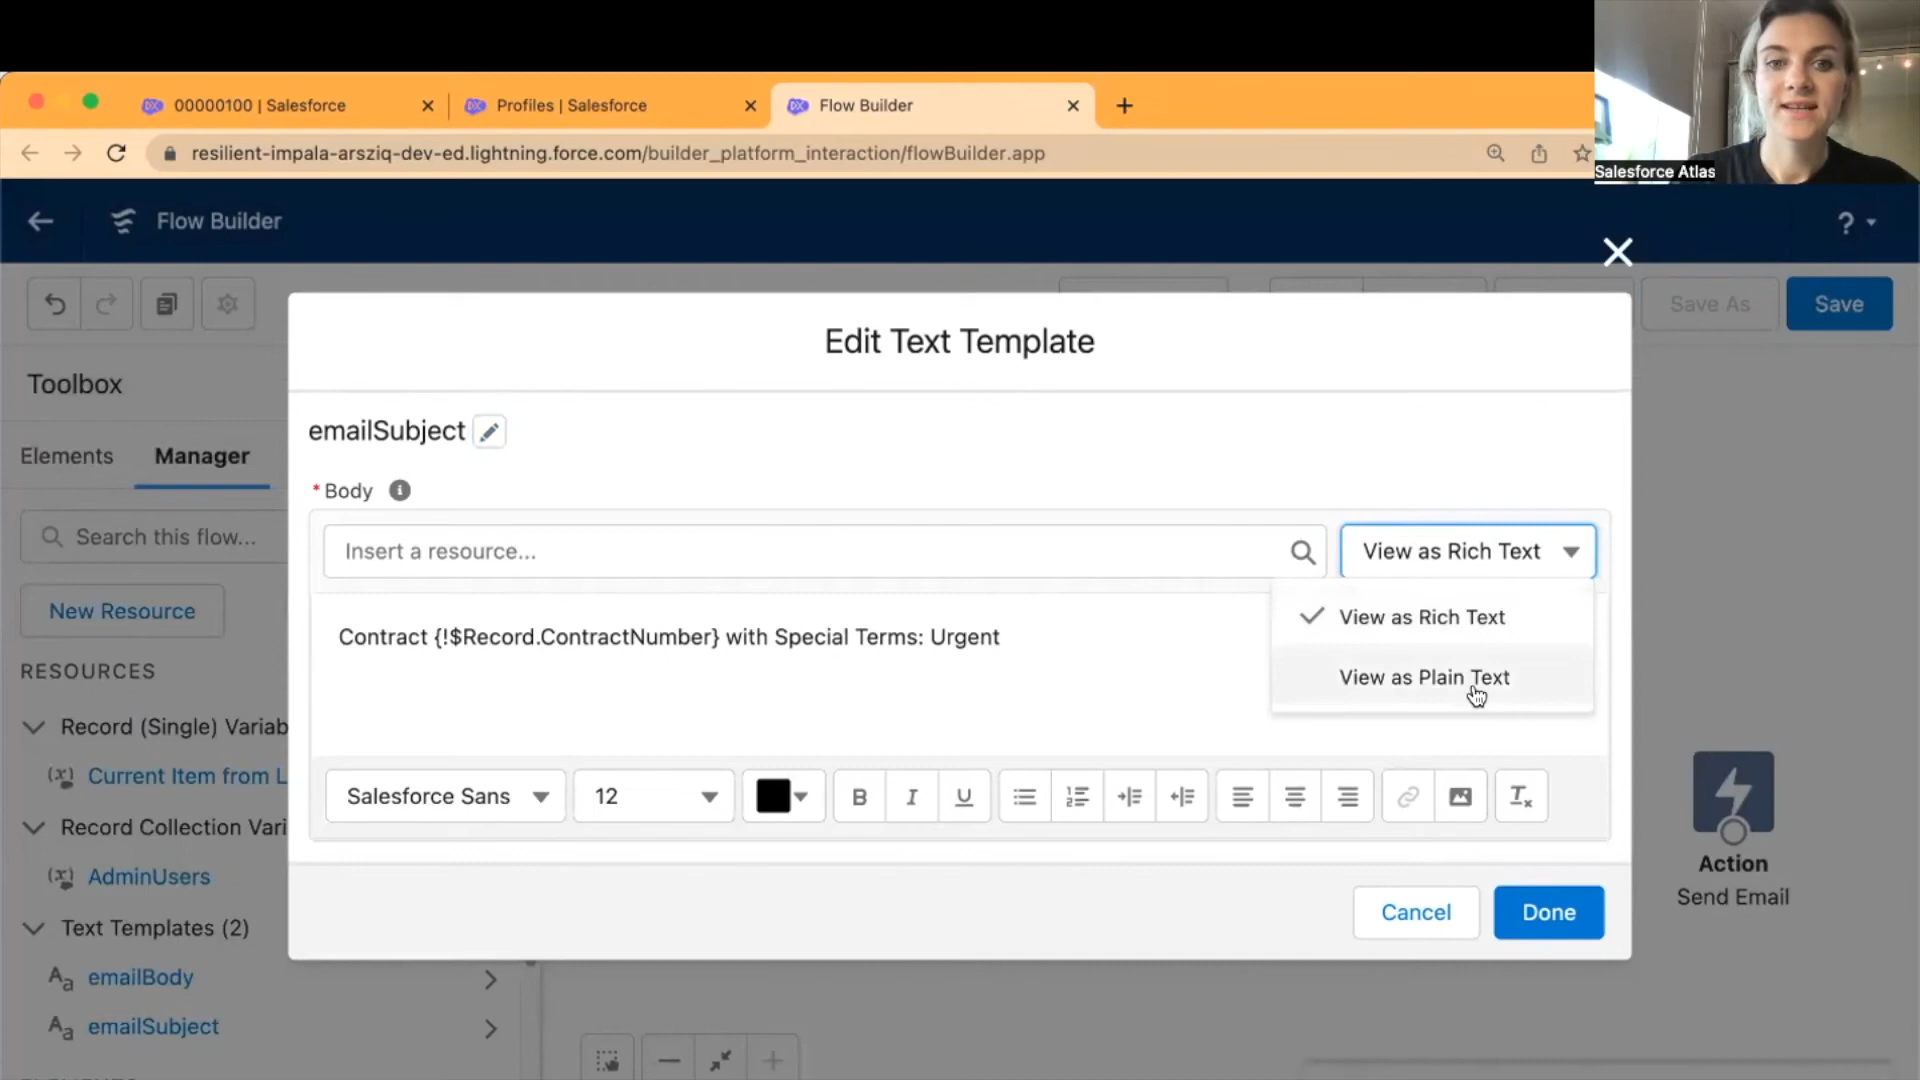 00000100 | Salesforce
Profiles | Salesforce
Flow Builder
resilient-impala-arsziq-dev-ed.lightning.force.com/builder_platform_interaction/flowBuilder.app
Salesforce Atlas
Flow Builder
?
Save As
Save
Edit Text Template
Toolbox
emailSubject
Elements
Manager
* Body
Search this flow...
Insert a resource...
View as Rich Text
View as Rich Text
View as Plain Text
New Resource
Contract {!$Record.ContractNumber} with Special Terms: Urgent
RESOURCES
Record (Single) Variab
Current Item from L
Salesforce Sans
12
B I U
Record Collection Vari
AdminUsers
Action
Send Email
Cancel
Done
Text Templates (2)
emailBody
emailSubject